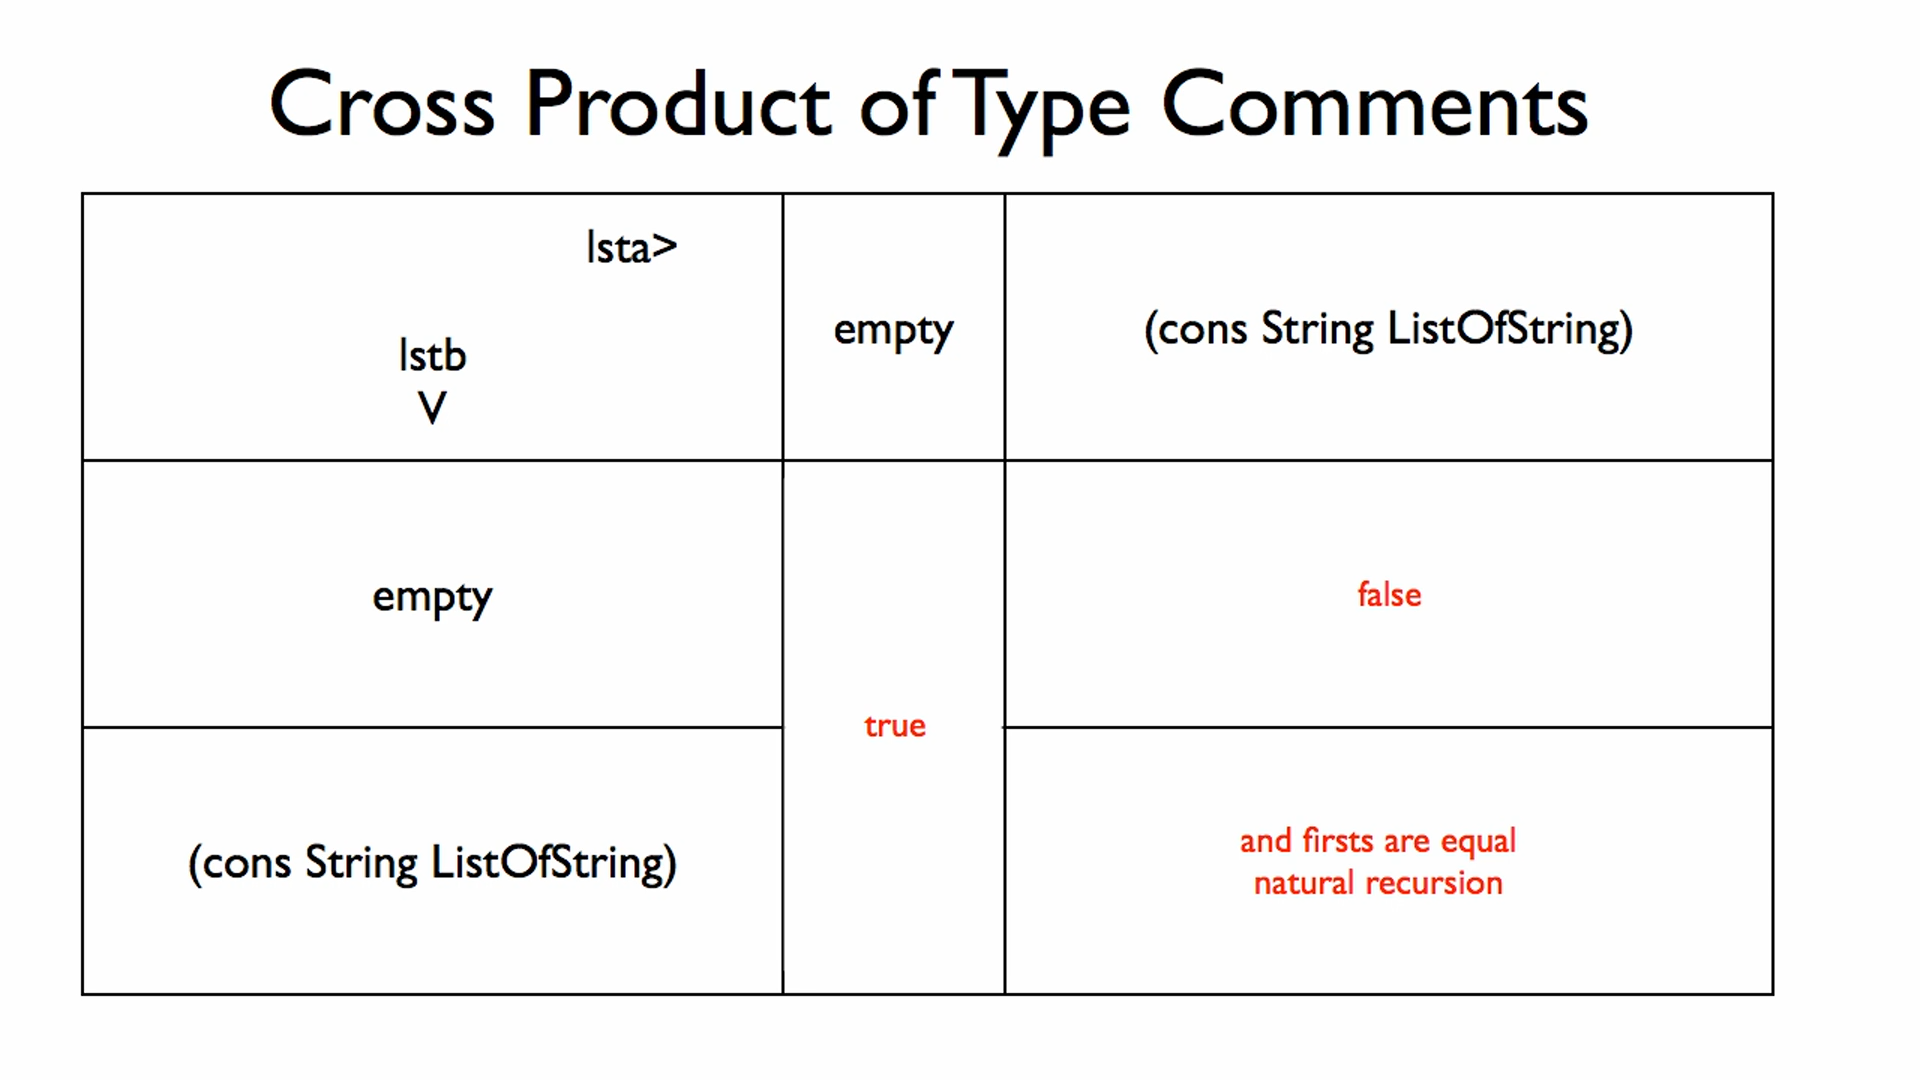 Cross Product of Type Comments
lsta>
lstb
V
empty
(cons String ListOfString)
empty
false
true
(cons String ListOfString)
and firsts are equal
natural recursion